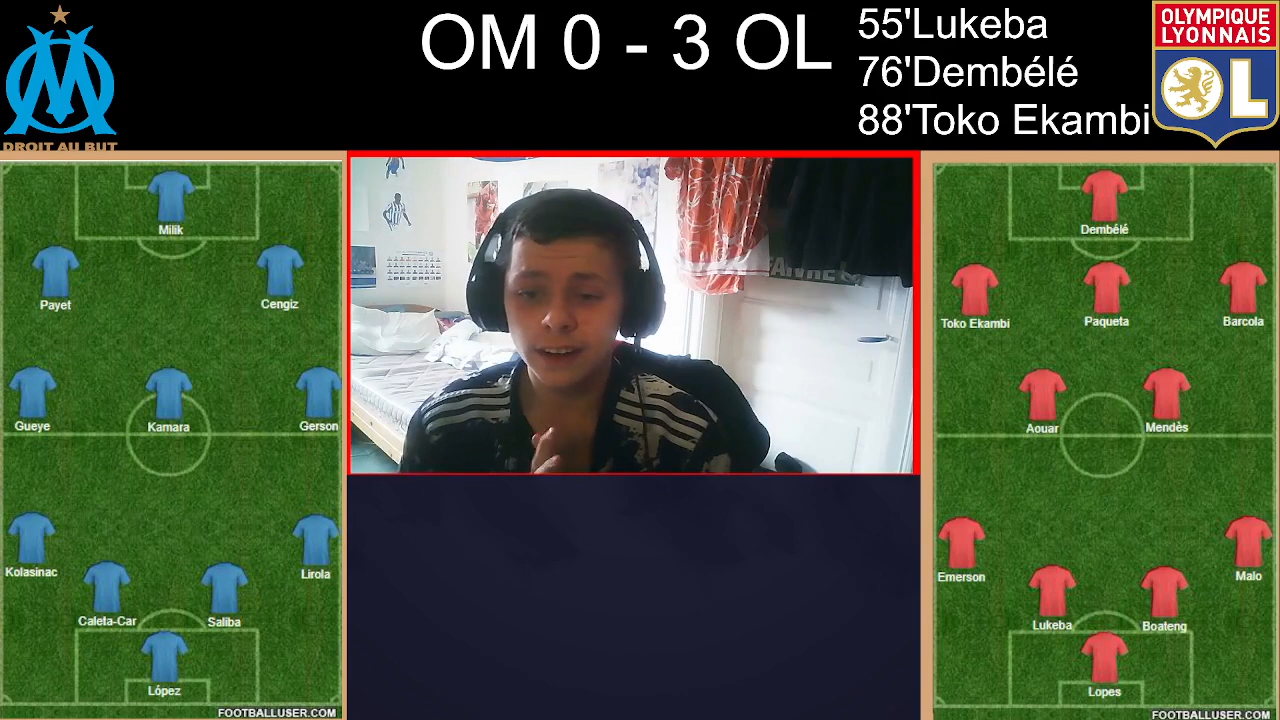 OM 0 - 3 OL
55'Lukeba
76'Dembélé
88'Toko Ekambi
OLYMPIQUE
LYONNAIS
OL
DROIT AU BUT
Milik
Payet
Cengiz
Gueye
Kamara
Gerson
Kolasinac
Lirola
Caleta-Car
Saliba
López
FOOTBALLUSER.COM
Dembélé
Toko Ekambi
Paqueta
Barcola
Aouar
Mendès
Emerson
Malo
Lukeba
Boateng
Lopes
FOOTBALLUSER.COM